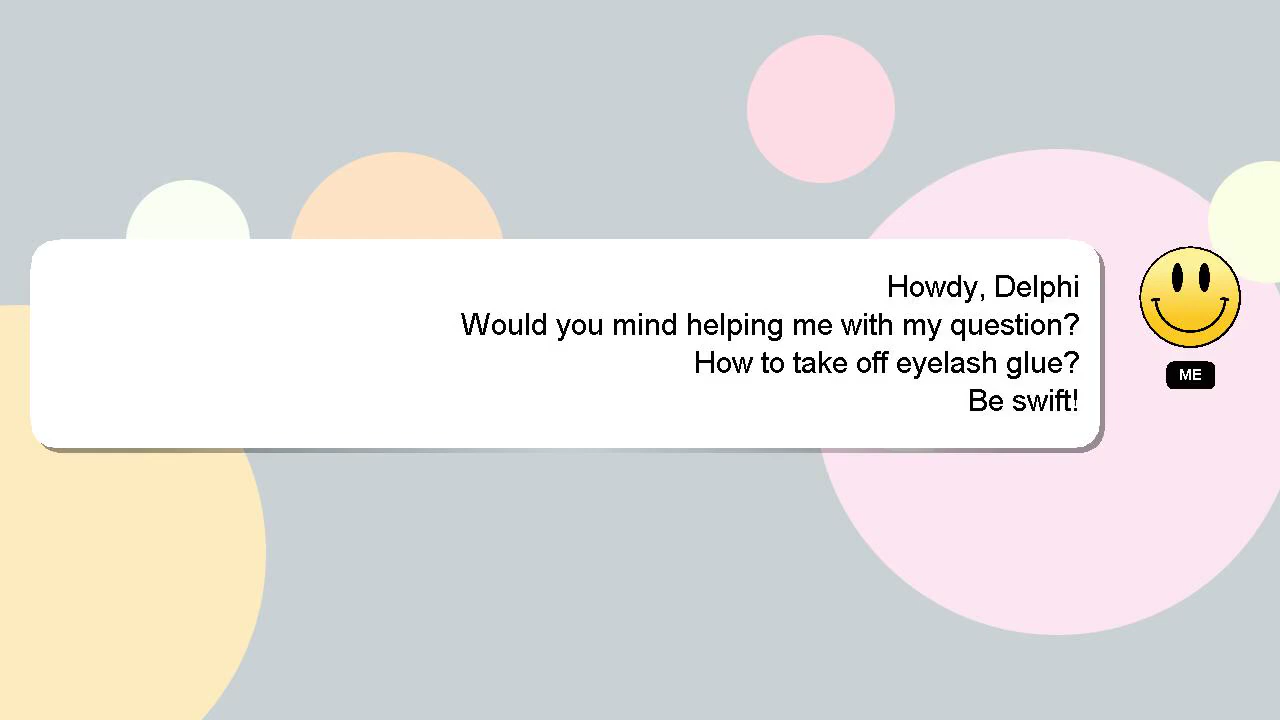 Howdy, Delphi
Would you mind helping me with my question?
How to take off eyelash glue?
Be swift!
ME